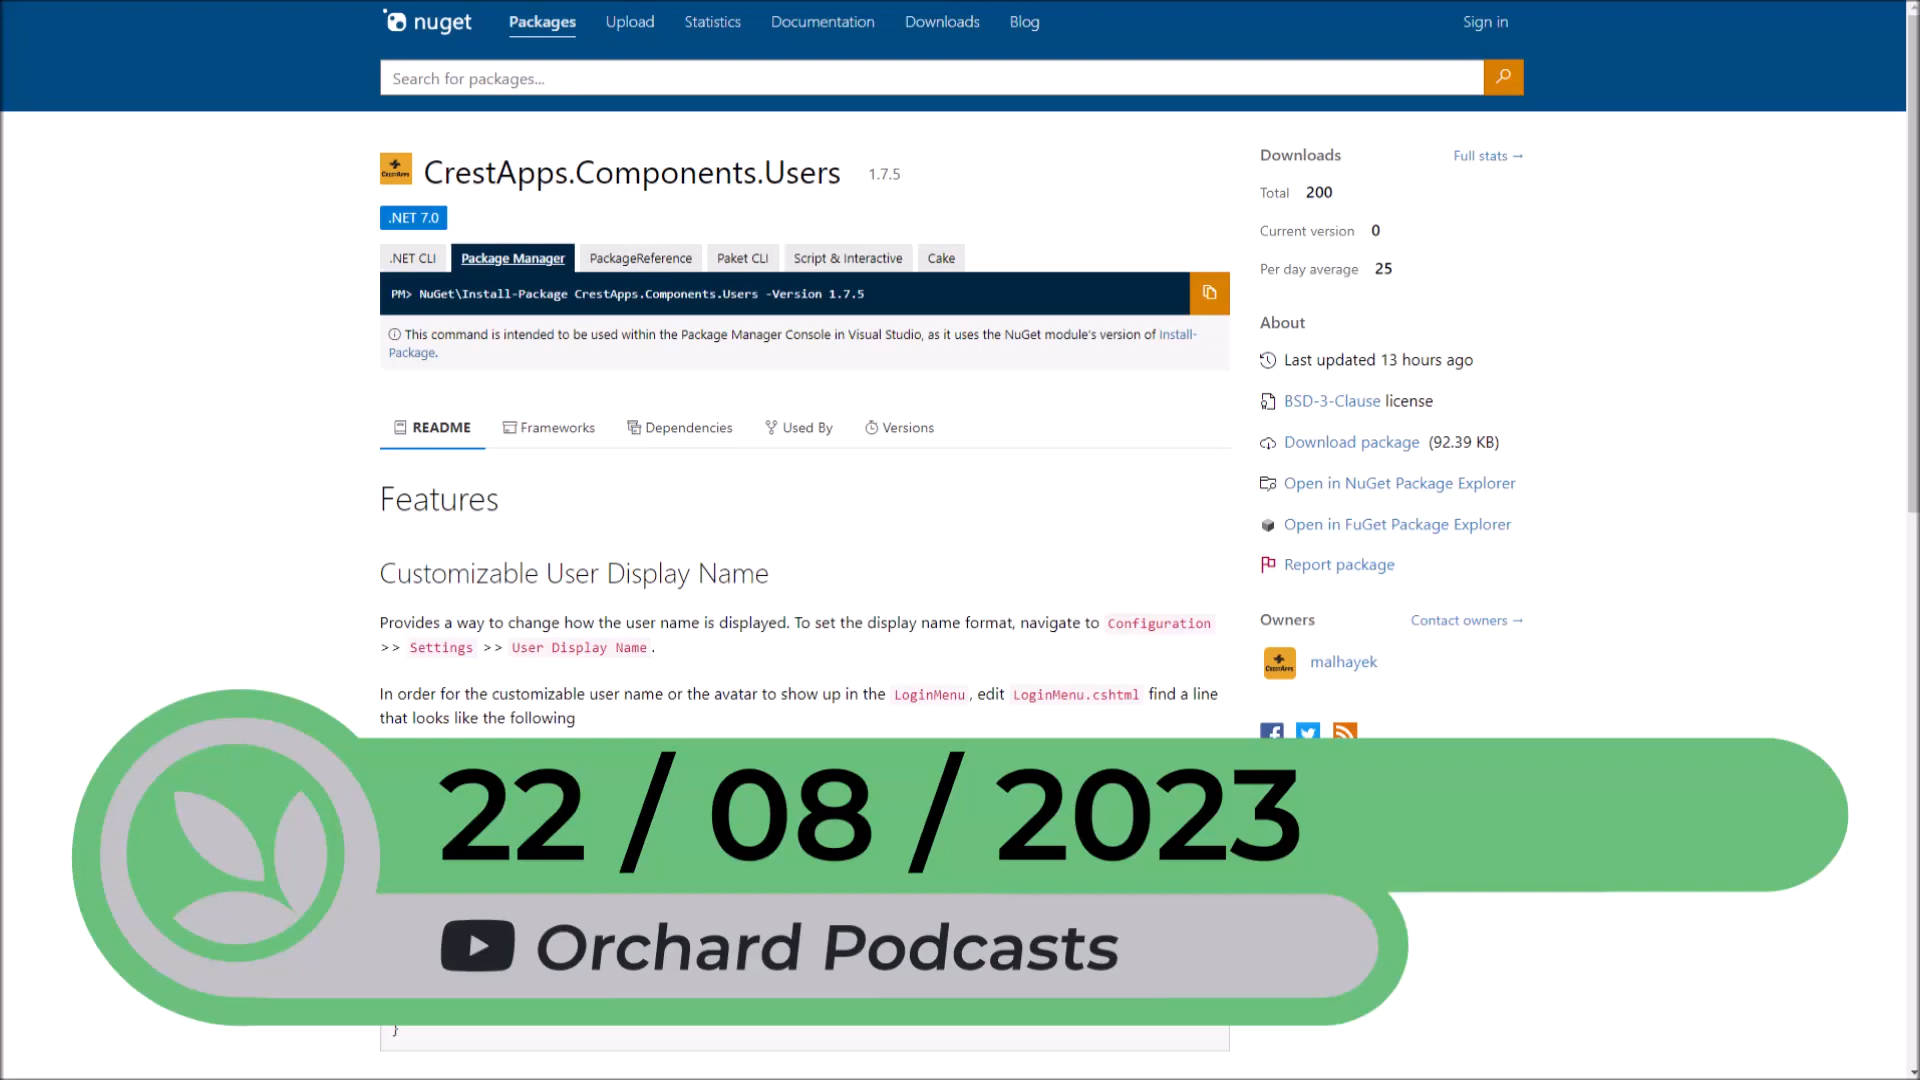 nuget Packages Upload Statistics Documentation Downloads Blog Sign in
Search for packages...
CrestApps CrestApps.Components.Users 1.7.5
.NET 7.0
.NET CLI Package Manager PackageReference Paket CLI Script & Interactive Cake
PM> NuGet\Install-Package CrestApps.Components.Users -Version 1.7.5
This command is intended to be used within the Package Manager Console in Visual Studio, as it uses the NuGet module's version of Install-
Package.
README Frameworks Dependencies Used By Versions
Features
Customizable User Display Name
Provides a way to change how the user name is displayed. To set the display name format, navigate to Configuration
>> Settings >> User Display Name.
In order for the customizable user name or the avatar to show up in the LoginMenu, edit LoginMenu.cshtml find a line
that looks like the following
}
Downloads Full stats →
Total 200
Current version 0
Per day average 25
About
Last updated 13 hours ago
BSD-3-Clause license
Download package (92.39 KB)
Open in NuGet Package Explorer
Open in FuGet Package Explorer
Report package
Owners Contact owners →
CrestApps malhayek
22 / 08 / 2023
Orchard Podcasts